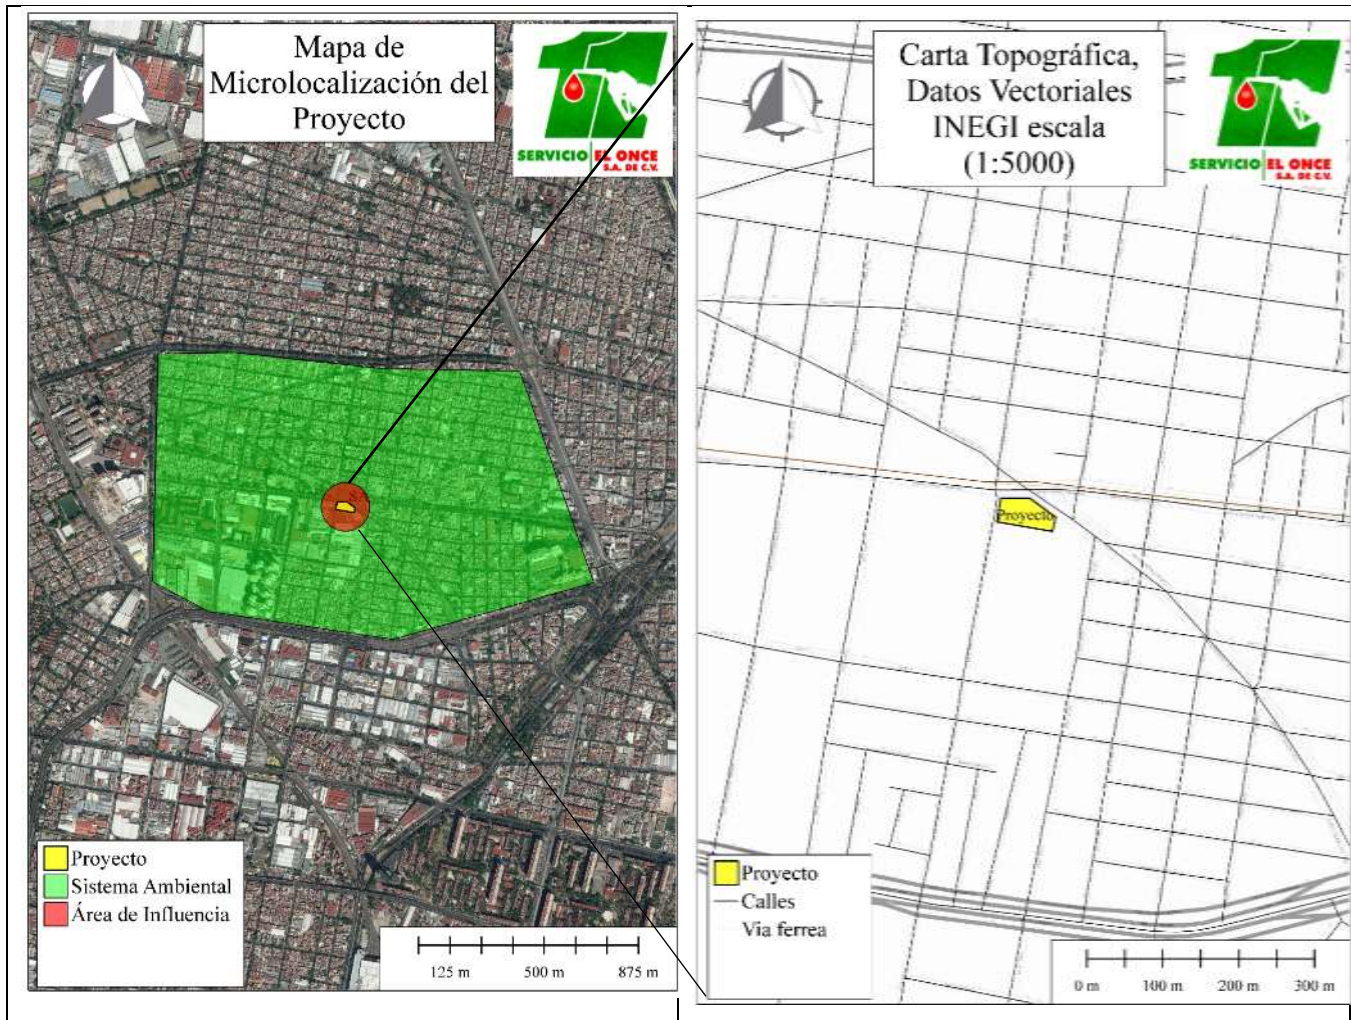 Mapa de
Microlocalización del
Proyecto
SERVICIO EL ONCE
S.A. DE C.V.
Proyecto
Sistema Ambiental
Área de Influencia
125 m 500 m 875 m
Carta Topográfica,
Datos Vectoriales
INEGI escala
(1:5000)
SERVICIO EL ONCE
S.A. DE C.V.
Proyecto
Proyecto
Calles
Via ferrea
0 m 100 m 200 m 300 m